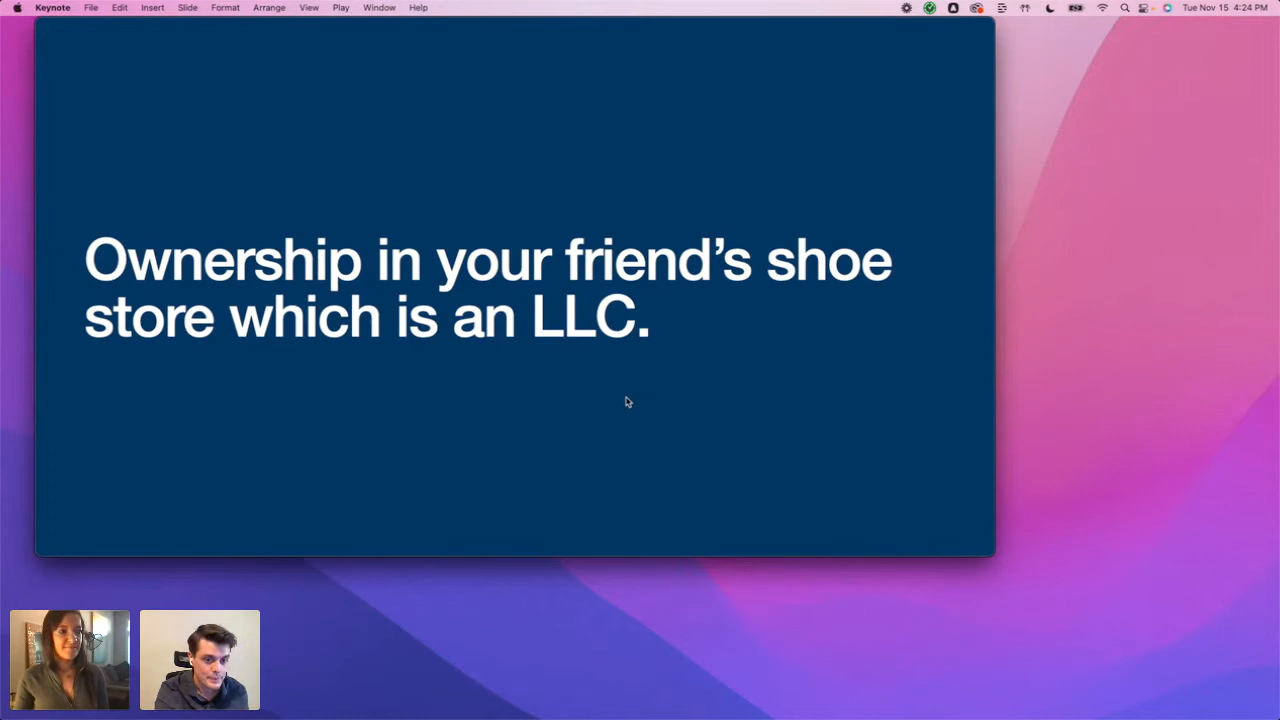 Keynote File Edit Insert Slide Format Arrange View Play Window Help Tue Nov 15 4:24 PM
Ownership in your friend’s shoe
store which is an LLC.